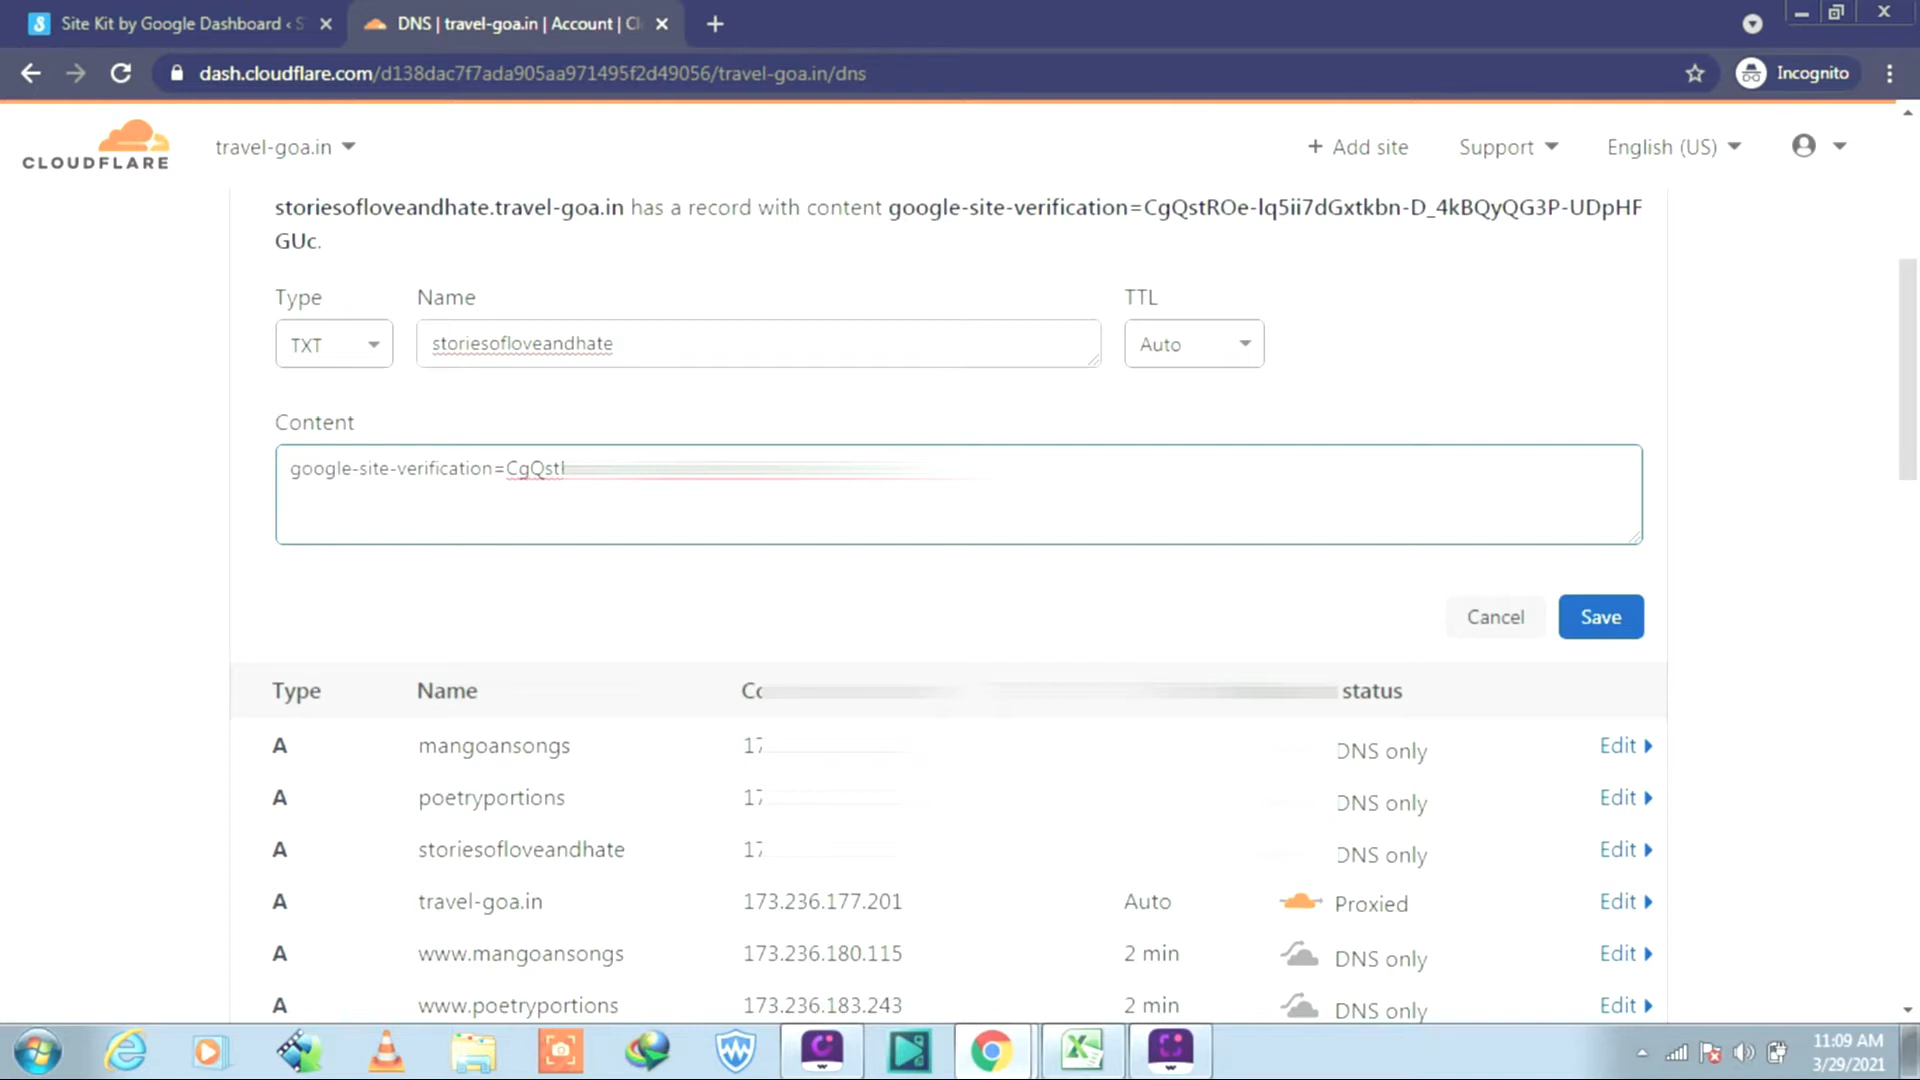 Site Kit by Google Dashboard ‹ S
DNS | travel-goa.in | Account | Cl
dash.cloudflare.com/d138dac7f7ada905aa971495f2d49056/travel-goa.in/dns
Incognito
CLOUDFLARE
travel-goa.in
+ Add site
Support
English (US)
storiesofloveandhate.travel-goa.in has a record with content google-site-verification=CgQstROe-lq5ii7dGxtkbn-D_4kBQyQG3P-UDpHF
GUc.
Type Name TTL
TXT storiesofloveandhate Auto
Content
google-site-verification=CgQst
Cancel Save
Type Name status
A mangoansongs 17 DNS only Edit
A poetryportions 17 DNS only Edit
A storiesofloveandhate 17 DNS only Edit
A travel-goa.in 173.236.177.201 Auto Proxied Edit
A www.mangoansongs 173.236.180.115 2 min DNS only Edit
A www.poetryportions 173.236.183.243 2 min DNS only Edit
11:09 AM
3/29/2021